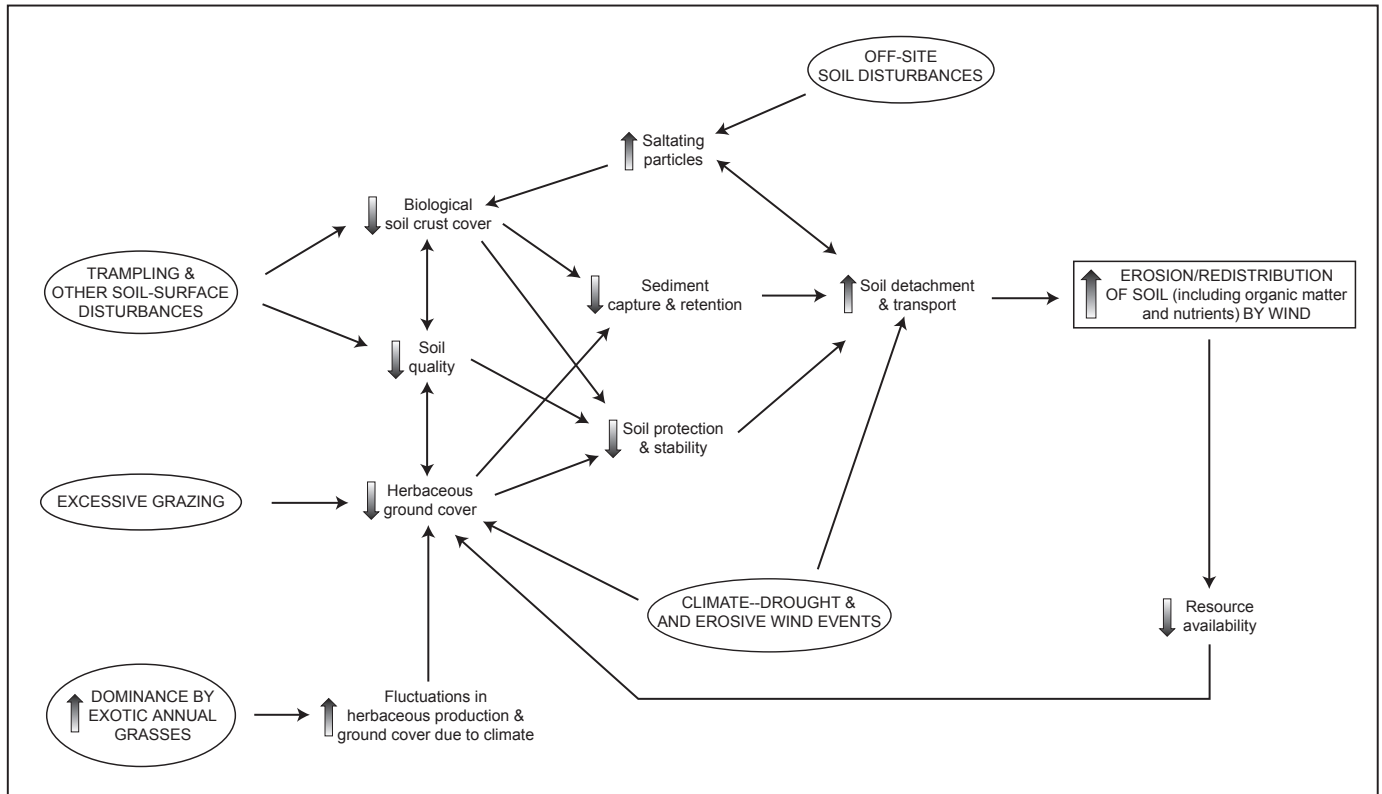 OFF-SITE
SOIL DISTURBANCES
Saltating
particles
Biological
soil crust cover
TRAMPLING &
OTHER SOIL-SURFACE
DISTURBANCES
Sediment
capture & retention
Soil detachment
& transport
EROSION/REDISTRIBUTION
OF SOIL (including organic matter
and nutrients) BY WIND
Soil
quality
Soil protection
& stability
EXCESSIVE GRAZING
Herbaceous
ground cover
CLIMATE--DROUGHT &
AND EROSIVE WIND EVENTS
Resource
availability
DOMINANCE BY
EXOTIC ANNUAL
GRASSES
Fluctuations in
herbaceous production &
ground cover due to climate